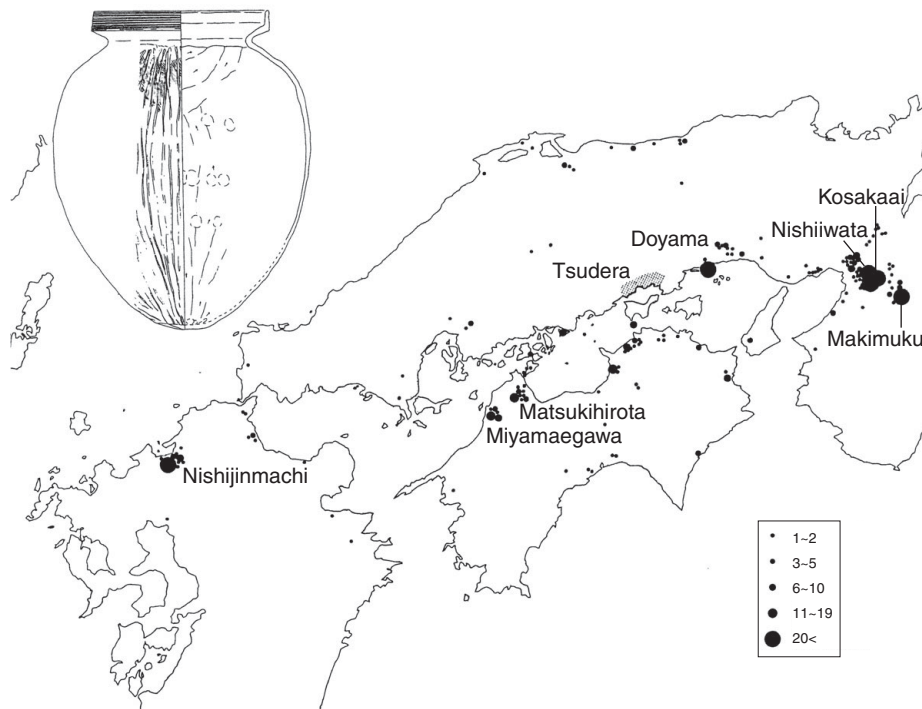 Kosakaai
Nishiiwata
Doyama
Tsudera
Makimuku
Matsukihirota
Miyamaegawa
Nishijinmachi
1~2
3~5
6~10
11~19
20<